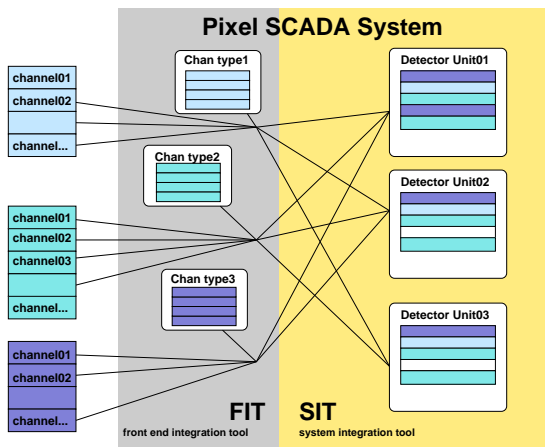 Pixel SCADA System
channel01
channel02
channel...
channel01
channel02
channel03
channel...
channel01
channel02
channel...
Chan type1
Chan type2
Chan type3
FIT
front end integration tool
Detector Unit01
Detector Unit02
Detector Unit03
SIT
system integration tool